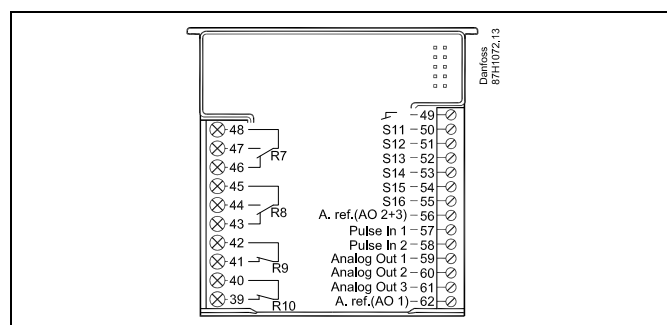 Danfoss
87H1072.13
48
47
R7
46
45
44
R8
43
42
41
R9
40
39
R10
49
S11 50
S12 51
S13 52
S14 53
S15 54
S16 55
A. ref.(AO 2+3) 56
Pulse In 1 57
Pulse In 2 58
Analog Out 1 59
Analog Out 2 60
Analog Out 3 61
A. ref.(AO 1) 62